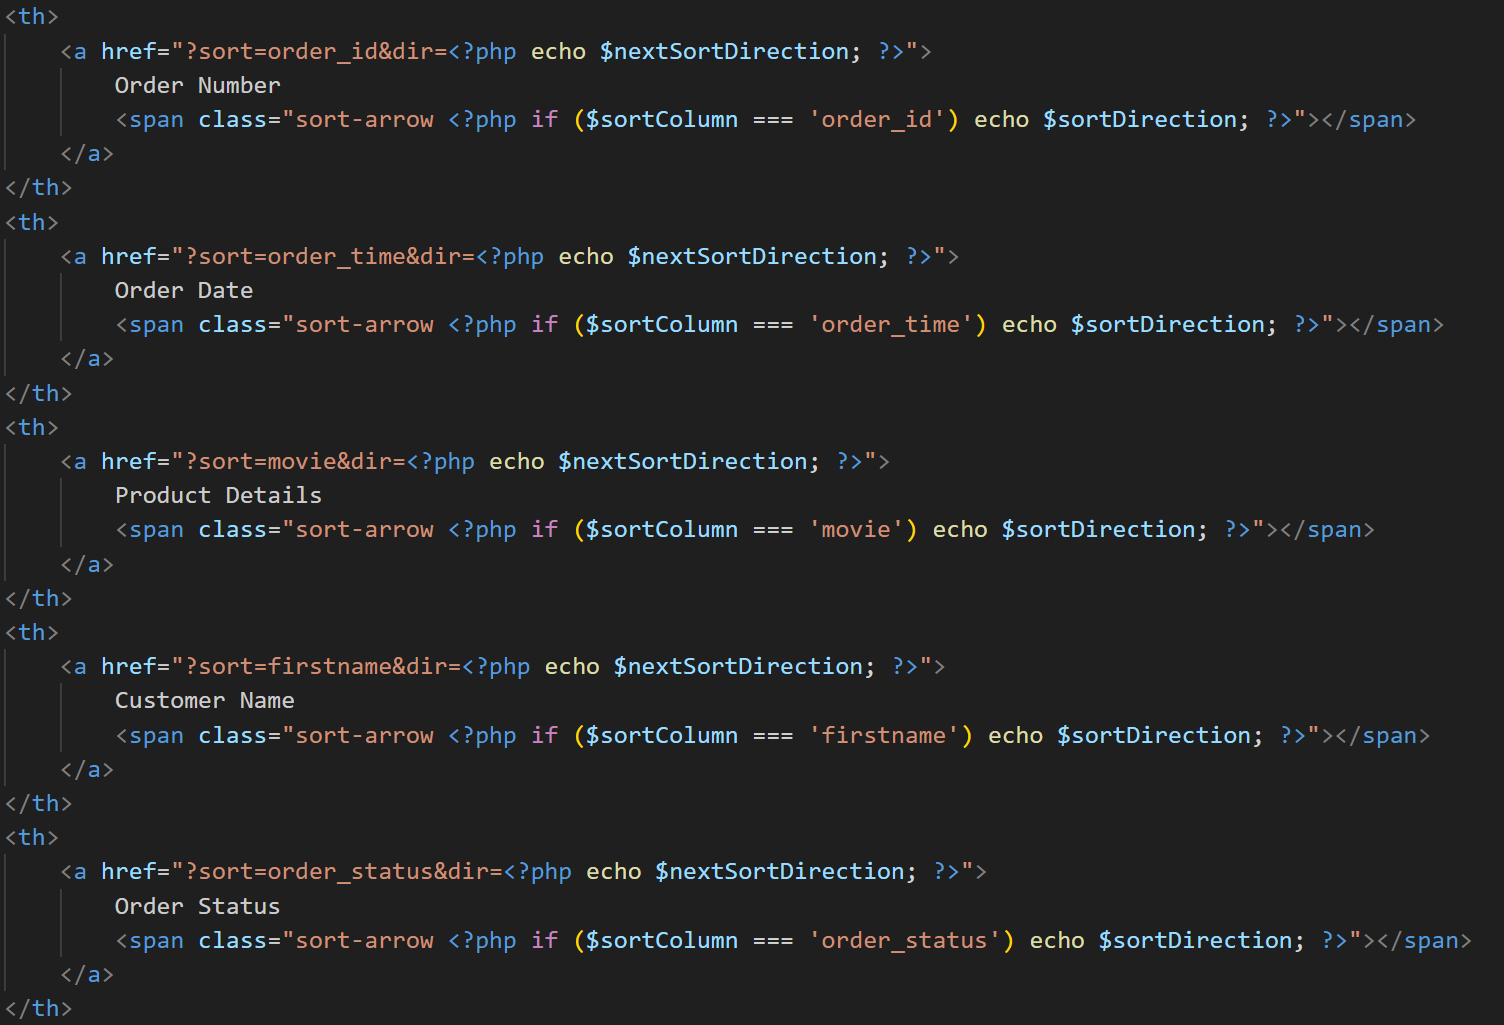 <th>
    <a href="?sort=order_id&dir=<?php echo $nextSortDirection; ?>">
        Order Number
        <span class="sort-arrow <?php if ($sortColumn === 'order_id') echo $sortDirection; ?>"></span>
    </a>
</th>
<th>
    <a href="?sort=order_time&dir=<?php echo $nextSortDirection; ?>">
        Order Date
        <span class="sort-arrow <?php if ($sortColumn === 'order_time') echo $sortDirection; ?>"></span>
    </a>
</th>
<th>
    <a href="?sort=movie&dir=<?php echo $nextSortDirection; ?>">
        Product Details
        <span class="sort-arrow <?php if ($sortColumn === 'movie') echo $sortDirection; ?>"></span>
    </a>
</th>
<th>
    <a href="?sort=firstname&dir=<?php echo $nextSortDirection; ?>">
        Customer Name
        <span class="sort-arrow <?php if ($sortColumn === 'firstname') echo $sortDirection; ?>"></span>
    </a>
</th>
<th>
    <a href="?sort=order_status&dir=<?php echo $nextSortDirection; ?>">
        Order Status
        <span class="sort-arrow <?php if ($sortColumn === 'order_status') echo $sortDirection; ?>"></span>
    </a>
</th>